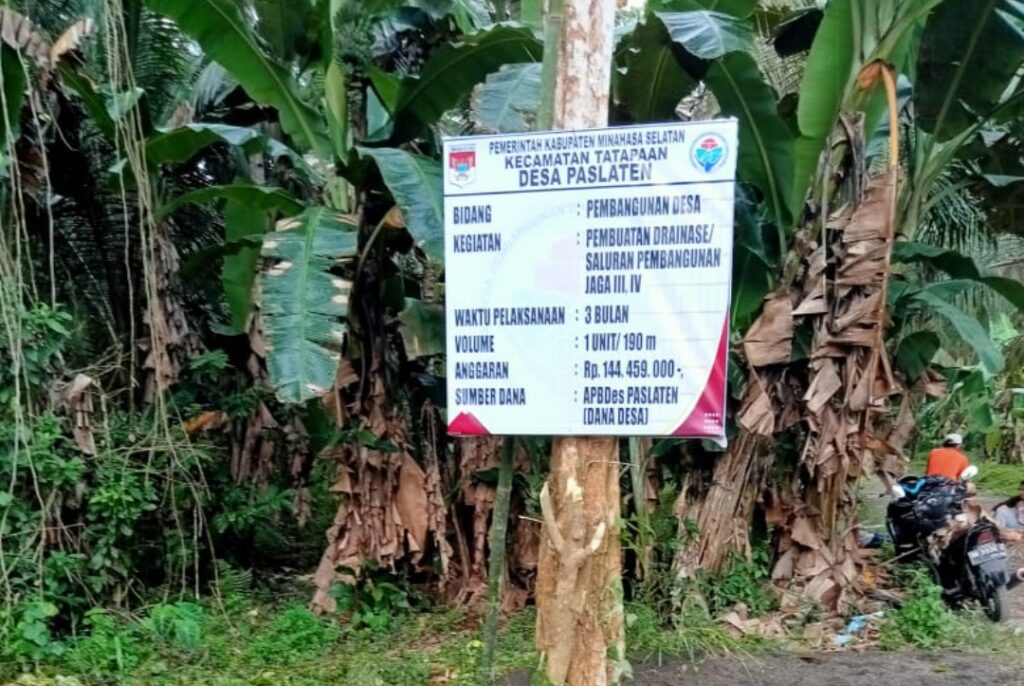 PEMERINTAH KABUPATEN MINAHASA SELATAN
KECAMATAN TATAPAAN
DESA PASLATEN
BIDANG : PEMBANGUNAN DESA
KEGIATAN : PEMBUATAN DRAINASE/
SALURAN PEMBANGUNAN
JAGA III, IV
WAKTU PELAKSANAAN : 3 BULAN
VOLUME : 1 UNIT/ 190 m
ANGGARAN : Rp. 144.459.000-,
SUMBER DANA : APBDes PASLATEN
(DANA DESA)